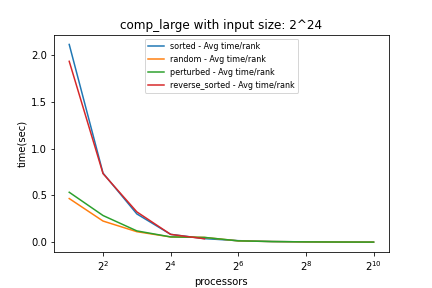 comp_large with input size: 2^24
sorted - Avg time/rank
random - Avg time/rank
perturbed - Avg time/rank
reverse_sorted - Avg time/rank
time(sec)
2.0
1.5
1.0
0.5
0.0
2^2 2^4 2^6 2^8 2^10
processors